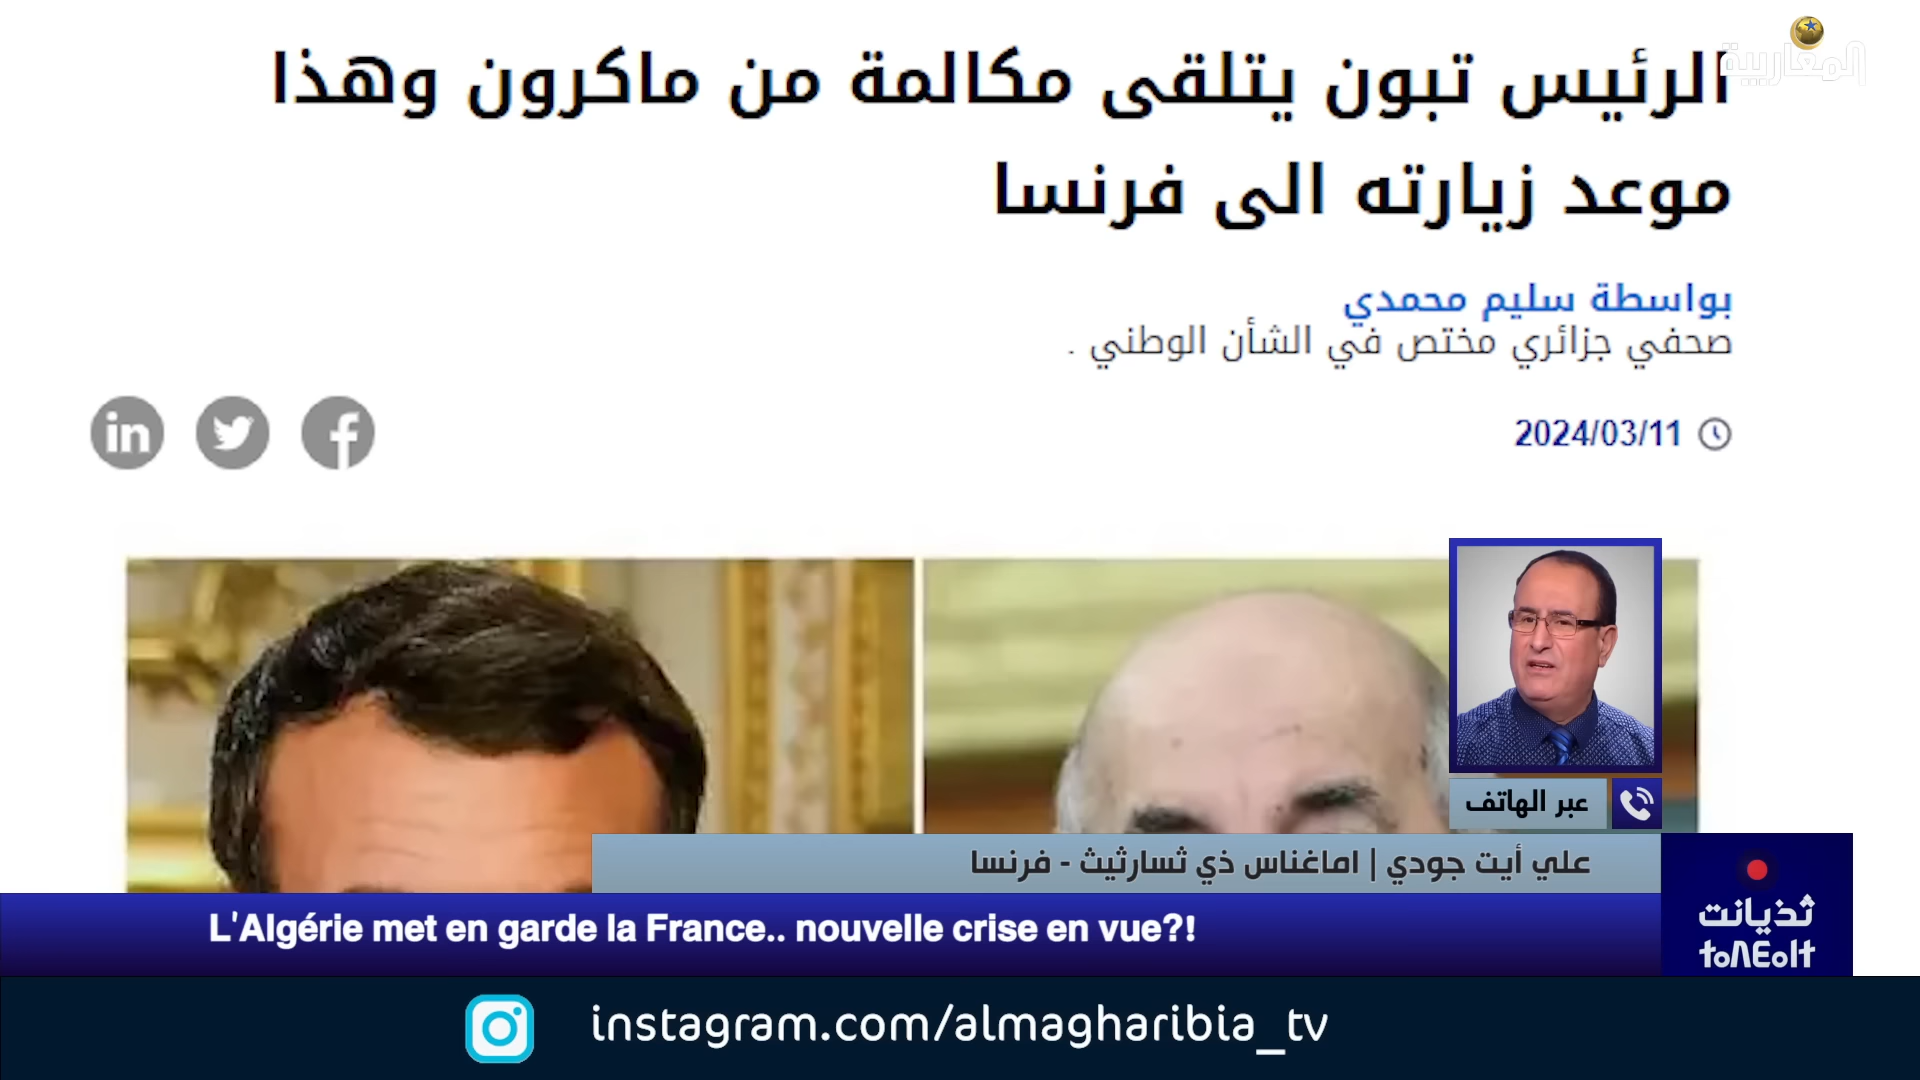 المغاربية
الرئيس تبون يتلقى مكالمة من ماكرون وهذا
موعد زيارته الى فرنسا
بواسطة سليم محمدي
صحفي جزائري مختص في الشأن الوطني .
2024/03/11
عبر الهاتف
علي أيت جودي | اماغناس ذي ثسارثيث - فرنسا
L'Algérie met en garde la France.. nouvelle crise en vue?!
ثذيانت
instagram.com/almagharibia_tv